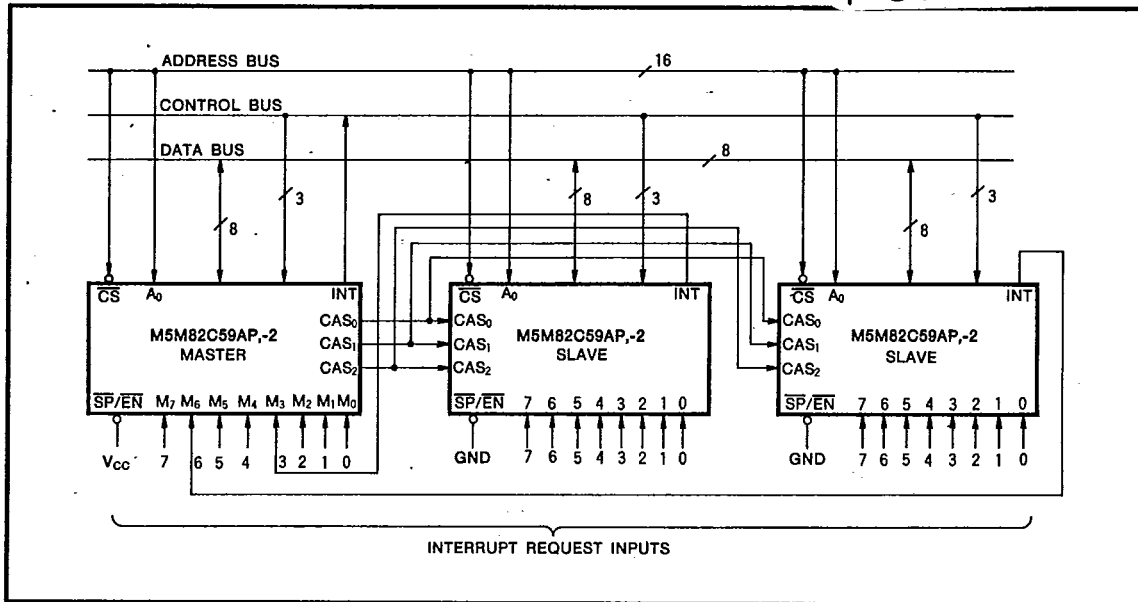 ADDRESS BUS 16
CONTROL BUS
DATA BUS 8
8 3 8 3 8 3
CS A₀ INT CS A₀ INT CS A₀ INT
CAS₀ CAS₀ CAS₀
M5M82C59AP,-2 M5M82C59AP,-2 M5M82C59AP,-2
CAS₁ CAS₁ CAS₁
MASTER SLAVE SLAVE
CAS₂ CAS₂ CAS₂
SP/EN M₇ M₆ M₅ M₄ M₃ M₂ M₁ M₀ SP/EN 7 6 5 4 3 2 1 0 SP/EN 7 6 5 4 3 2 1 0
VCC 7 6 5 4 3 2 1 0 GND 7 6 5 4 3 2 1 0 GND 7 6 5 4 3 2 1 0
INTERRUPT REQUEST INPUTS